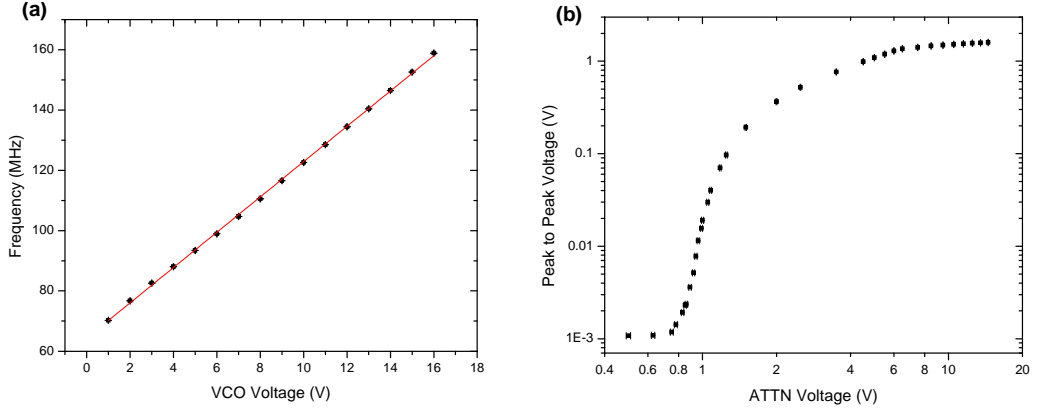 (a)
160
140
120
100
80
60
Frequency (MHz)
0 2 4 6 8 10 12 14 16 18
VCO Voltage (V)
(b)
1
0.1
0.01
1E-3
Peak to Peak Voltage (V)
0.4 0.6 0.8 1 2 4 6 8 10 20
ATTN Voltage (V)